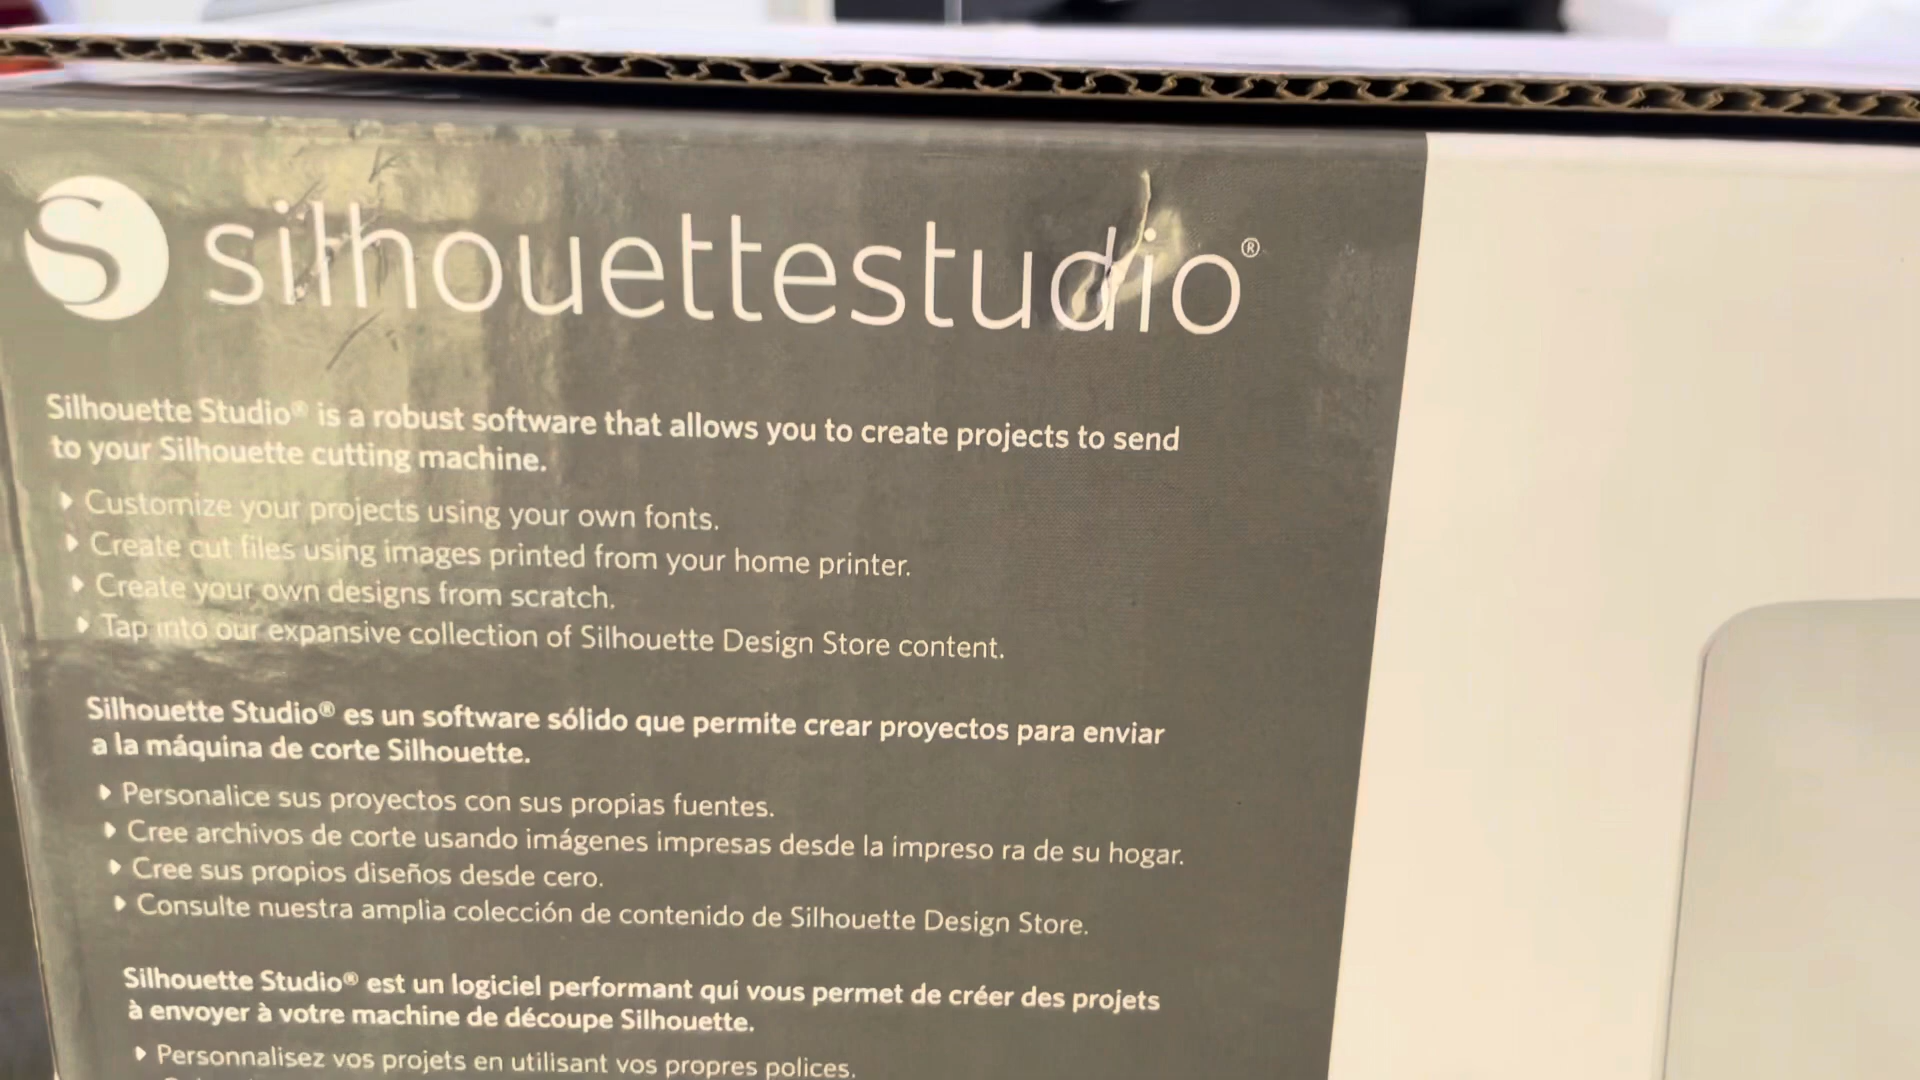 S silhouettestudio®
Silhouette Studio® is a robust software that allows you to create projects to send
to your Silhouette cutting machine.
Customize your projects using your own fonts.
Create cut files using images printed from your home printer.
Create your own designs from scratch.
Tap into our expansive collection of Silhouette Design Store content.
Silhouette Studio® es un software sólido que permite crear proyectos para enviar
a la máquina de corte Silhouette.
Personalice sus proyectos con sus propias fuentes.
Cree archivos de corte usando imágenes impresas desde la impreso ra de su hogar.
Cree sus propios diseños desde cero.
Consulte nuestra amplia colección de contenido de Silhouette Design Store.
Silhouette Studio® est un logiciel performant qui vous permet de créer des projets
à envoyer à votre machine de découpe Silhouette.
Personnalisez vos projets en utilisant vos propres polices.